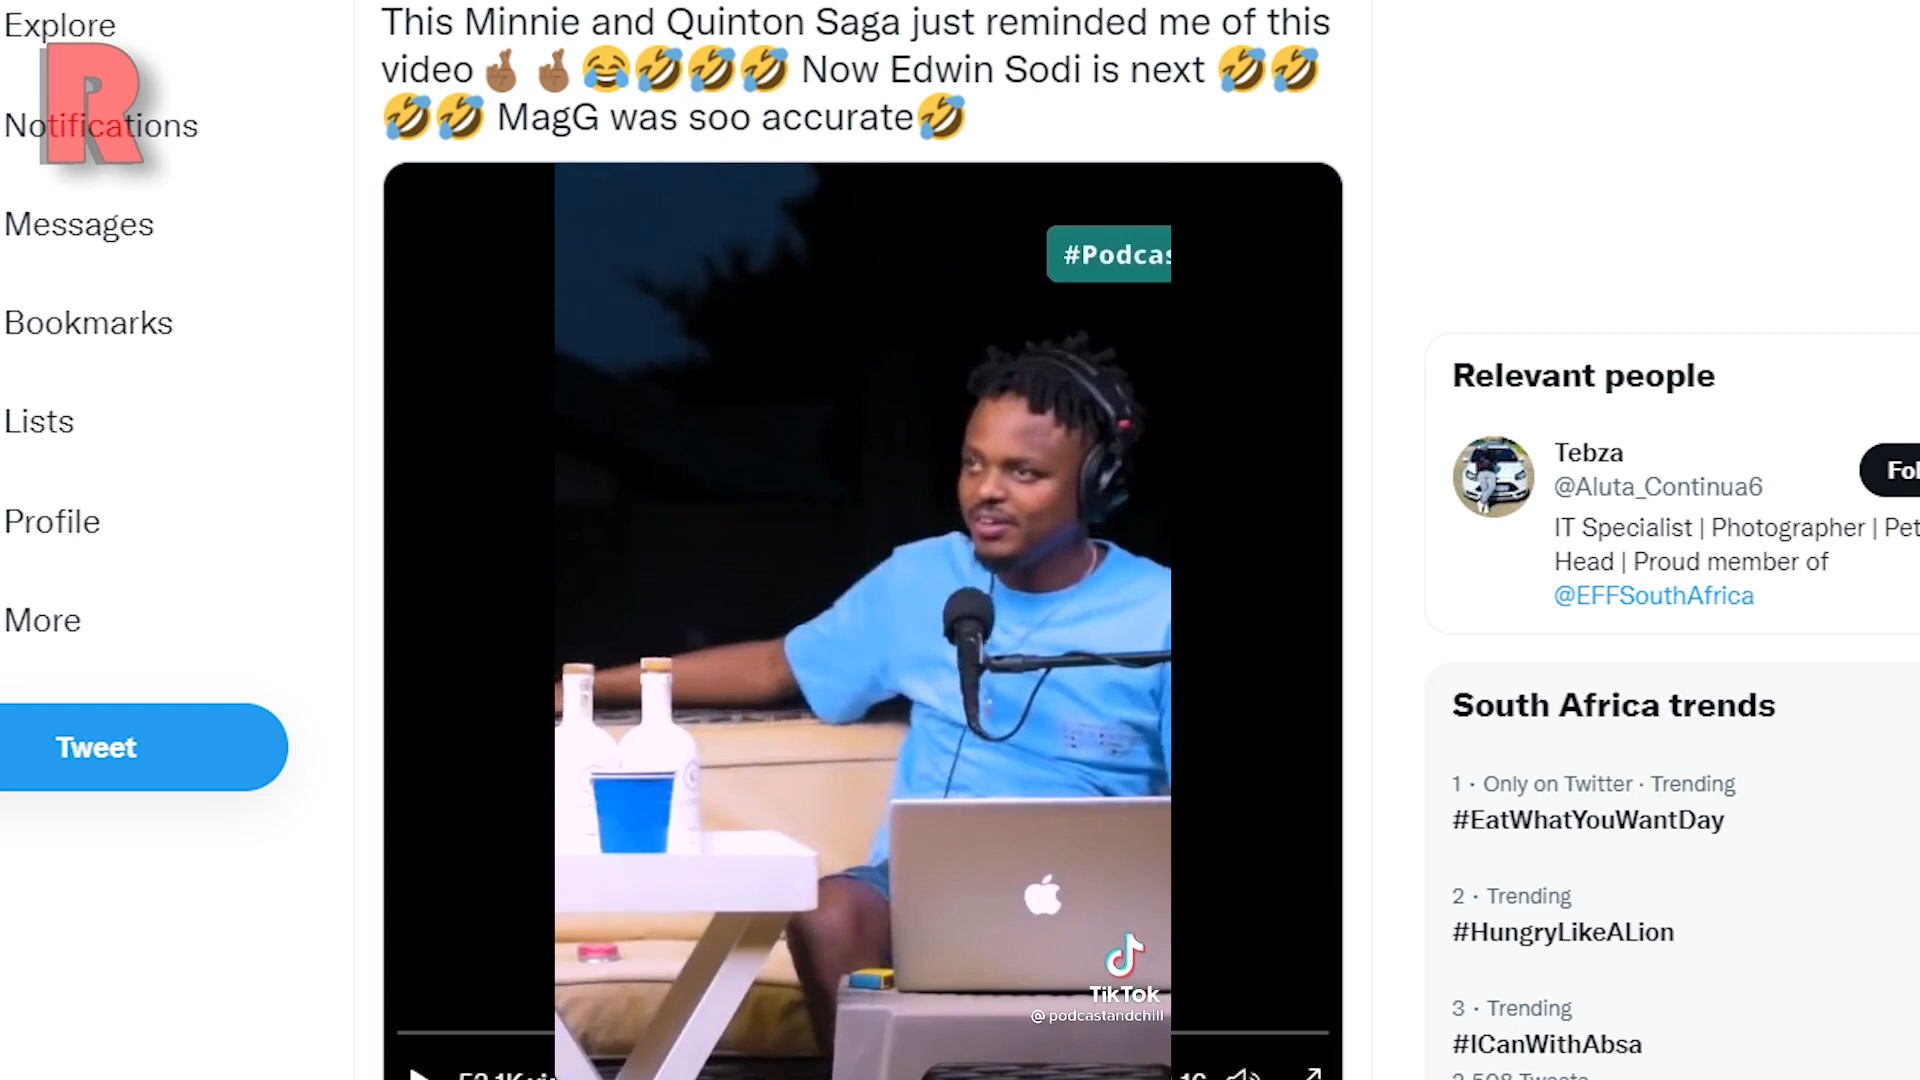 Explore
R
Notifications
Messages
Bookmarks
Lists
Profile
More
Tweet
This Minnie and Quinton Saga just reminded me of this
video🤞🏾🤞🏾😂🤣🤣🤣 Now Edwin Sodi is next 🤣🤣
🤣🤣 MagG was soo accurate🤣
#Podcas
TikTok
@podcastandchill
Relevant people
Tebza
@Aluta_Continua6
Fol
IT Specialist | Photographer | Pet
Head | Proud member of
@EFFSouthAfrica
South Africa trends
1 · Only on Twitter · Trending
#EatWhatYouWantDay
2 · Trending
#HungryLikeALion
3 · Trending
#ICanWithAbsa